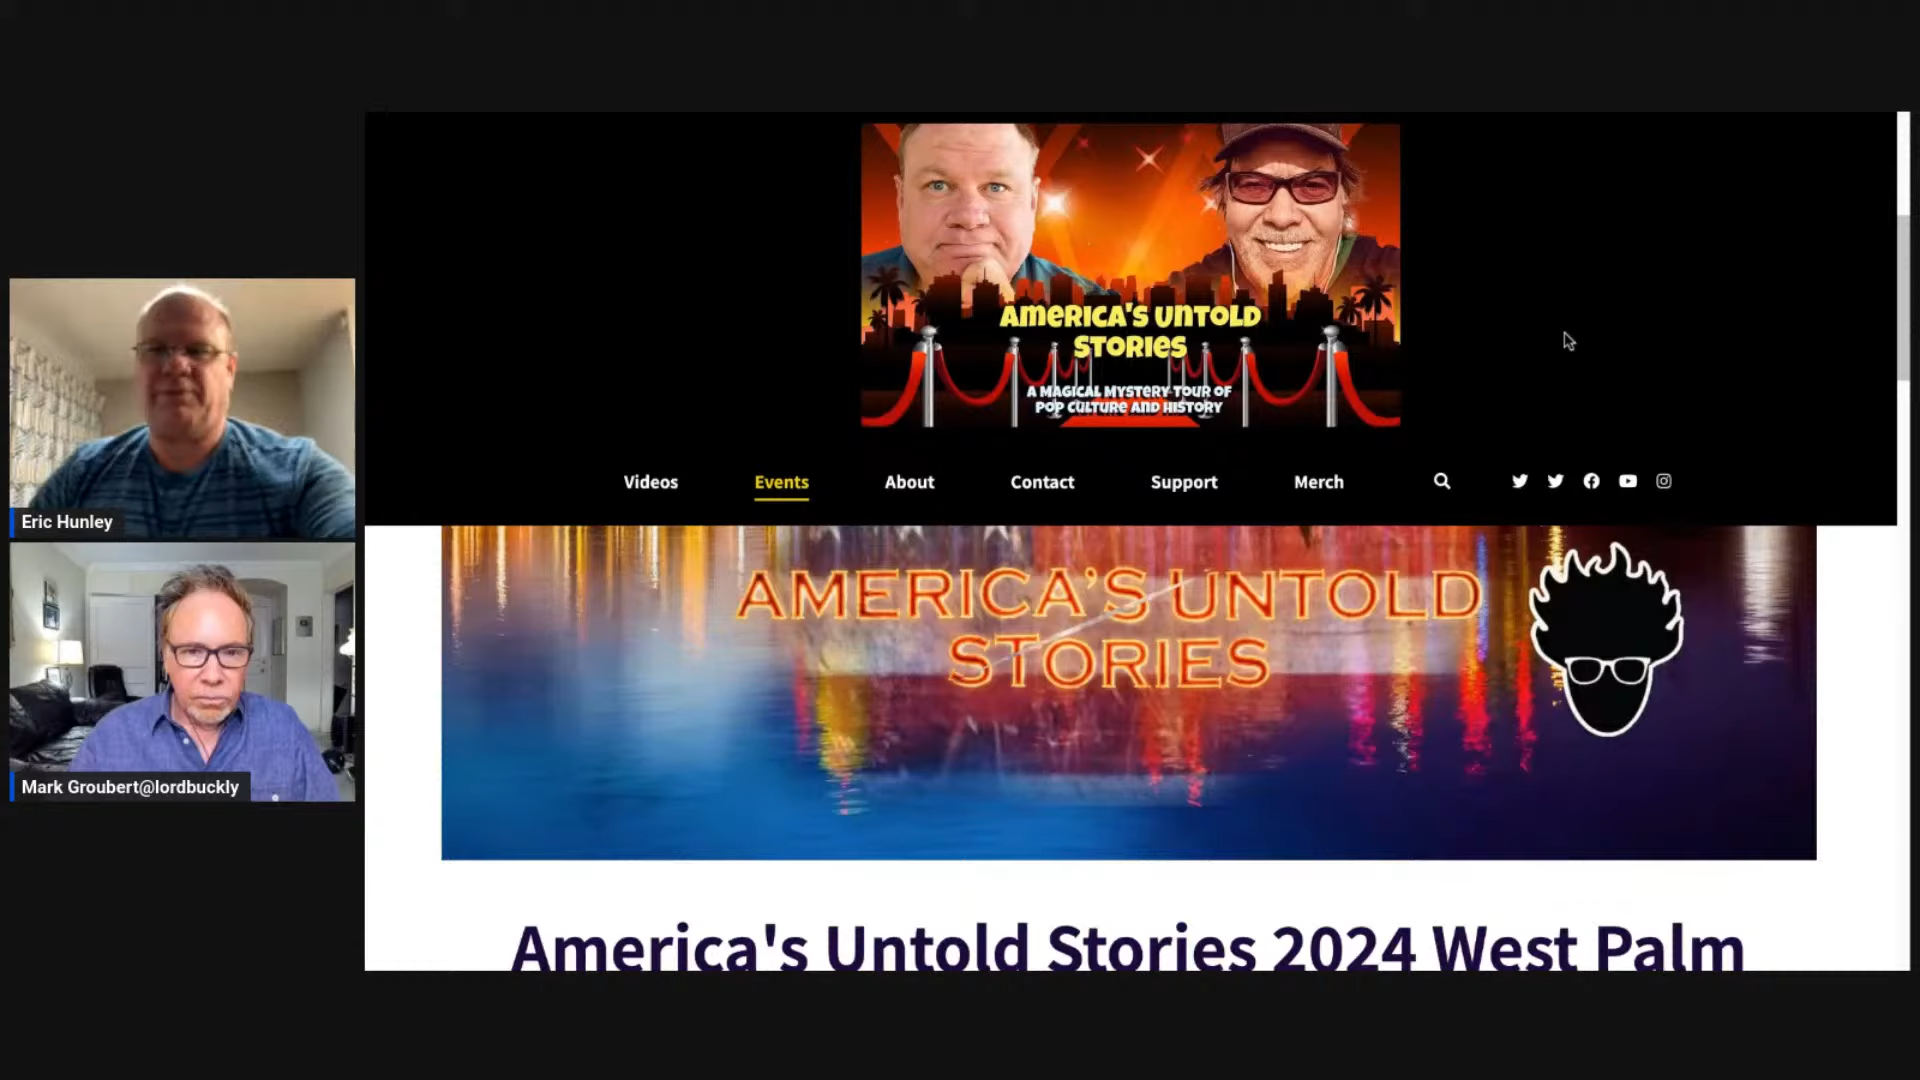 AMERICA'S UNTOLD
STORIES
A MAGICAL MYSTERY TOUR OF
POP CULTURE AND HISTORY
Videos Events About Contact Support Merch
AMERICA'S UNTOLD
STORIES
America's Untold Stories 2024 West Palm
Eric Hunley
Mark Groubert@lordbuckly